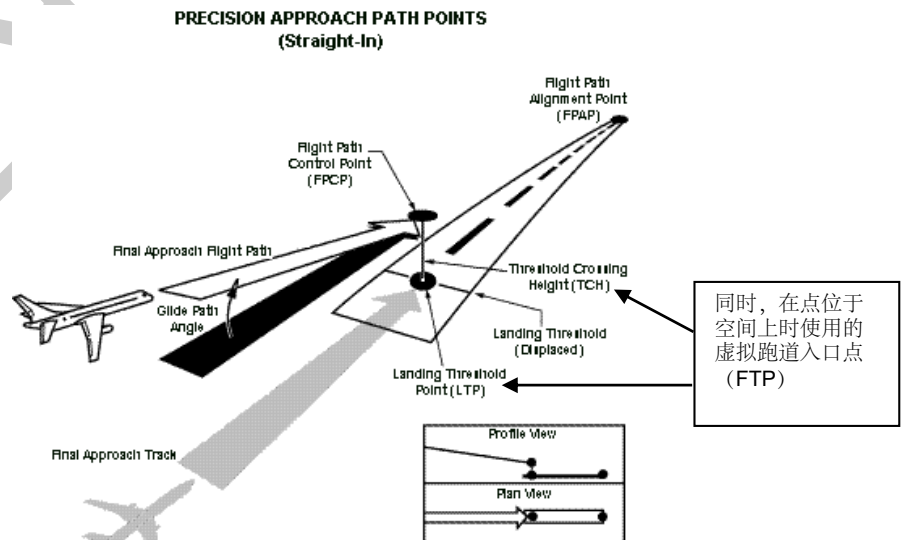 PRECISION APPROACH PATH POINTS
(Straight-In)
Flight Path
Alignment Point
(FPAP)
Flight Path
Control Point
(FPCP)
Final Approach Flight Path
Threshold Crossing
Height (TCH)
Glide Path
Angle
Landing Threshold
(Displaced)
Landing Threshold
Point (LTP)
同时，在点位于
空间上时使用的
虚拟跑道入口点
（FTP）
Final Approach Track
Profile View
Plan View